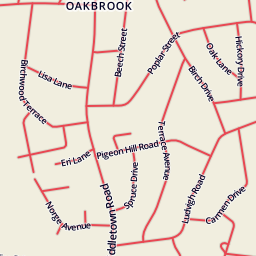 OAKBROOK
Beech Street
Poplar Street
Oak Lane
Hickory Drive
Birchwood Terrace
Lisa Lane
Birch Drive
Terrace Avenue
Eri Lane
Pigeon Hill Road
Spruce Drive
Ludvigh Road
Carmen Drive
Norge Avenue
ddletown Road